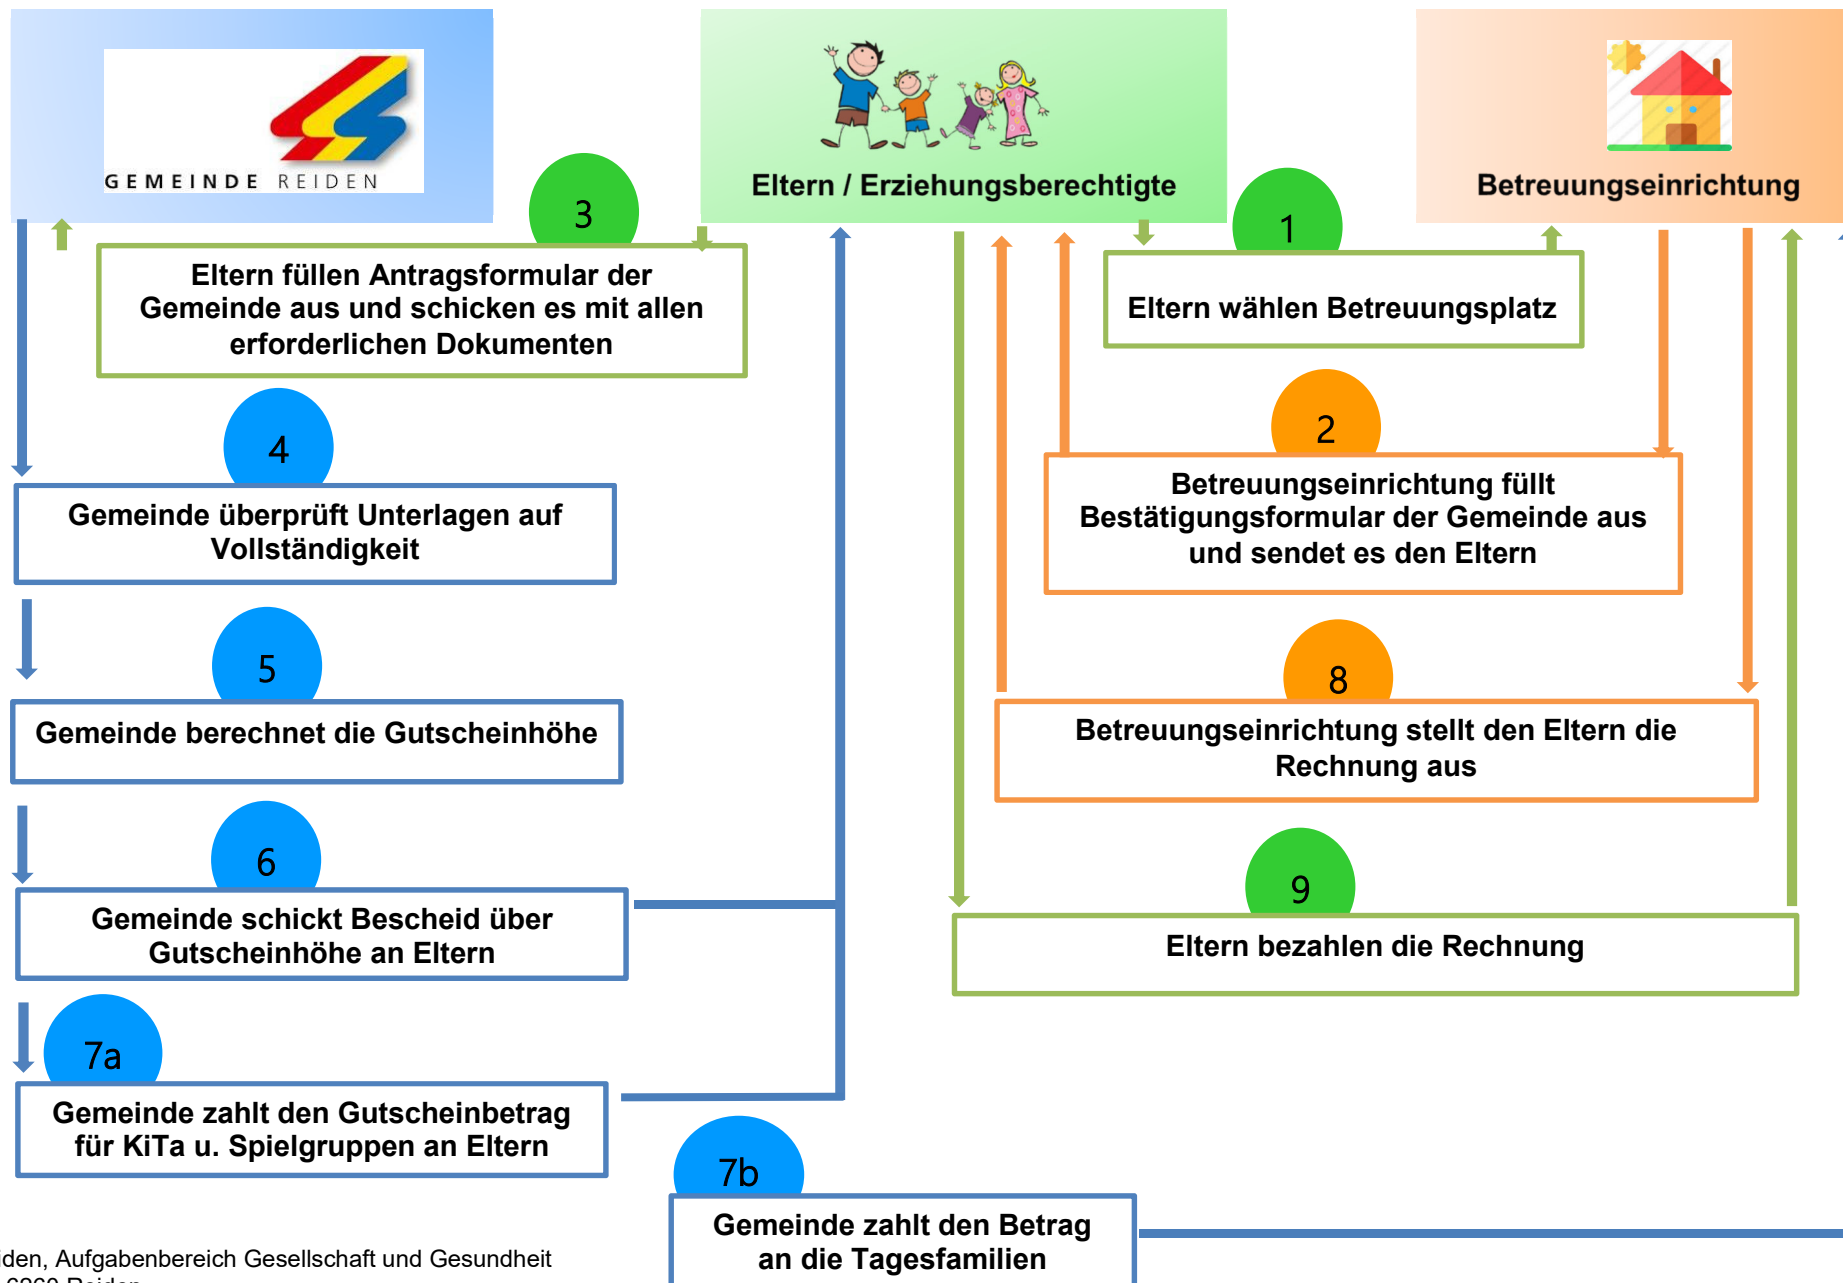 GEMEINDE REIDEN
Eltern / Erziehungsberechtigte
Betreuungseinrichtung
3
Eltern füllen Antragsformular der
Gemeinde aus und schicken es mit allen
erforderlichen Dokumenten
1
Eltern wählen Betreuungsplatz
4
Gemeinde überprüft Unterlagen auf
Vollständigkeit
2
Betreuungseinrichtung füllt
Bestätigungsformular der Gemeinde aus
und sendet es den Eltern
5
Gemeinde berechnet die Gutscheinhöhe
8
Betreuungseinrichtung stellt den Eltern die
Rechnung aus
6
Gemeinde schickt Bescheid über
Gutscheinhöhe an Eltern
9
Eltern bezahlen die Rechnung
7a
Gemeinde zahlt den Gutscheinbetrag
für KiTa u. Spielgruppen an Eltern
7b
Gemeinde zahlt den Betrag
an die Tagesfamilien
iden, Aufgabenbereich Gesellschaft und Gesundheit
6260 Reiden